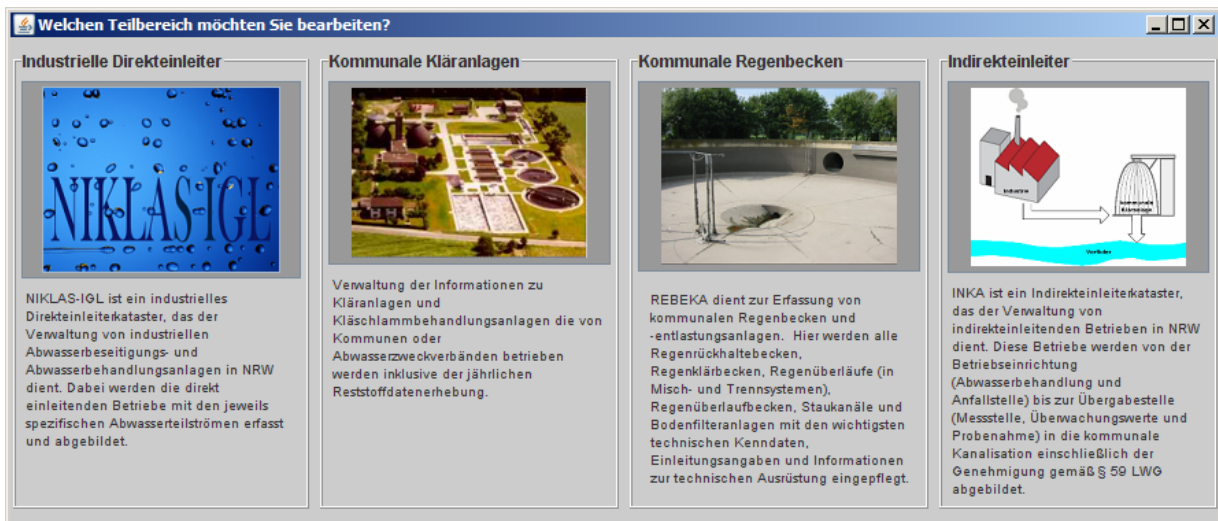 Welchen Teilbereich möchten Sie bearbeiten?
Industrielle Direkteinleiter
NIKLAS-IGL
NIKLAS-IGL ist ein industrielles
Direkteinleiterkataster, das der
Verwaltung von industriellen
Abwasserbeseitigungs- und
Abwasserbehandlungsanlagen in NRW
dient. Dabei werden die direkt
einleitenden Betriebe mit den jeweils
spezifischen Abwasserteilströmen erfasst
und abgebildet.
Kommunale Kläranlagen
Verwaltung der Informationen zu
Kläranlagen und
Kläschlammbehandlungsanlagen die von
Kommunen oder
Abwasserzweckverbänden betrieben
werden inklusive der jährlichen
Reststoffdatenerhebung.
Kommunale Regenbecken
REBEKA dient zur Erfassung von
kommunalen Regenbecken und
-entlastungsanlagen. Hier werden alle
Regenrückhaltebecken,
Regenklärbecken, Regenüberläufe (in
Misch- und Trennsystemen),
Regenüberlaufbecken, Staukanäle und
Bodenfilteranlagen mit den wichtigsten
technischen Kenndaten,
Einleitungsangaben und Informationen
zur technischen Ausrüstung eingepflegt.
Indirekteinleiter
Industrie
kommunale
Kläranlage
Vorfluter
INKA ist ein Indirekteinleiterkataster,
das der Verwaltung von
indirekteinleitenden Betrieben in NRW
dient. Diese Betriebe werden von der
Betriebseinrichtung
(Abwasserbehandlung und
Anfallstelle) bis zur Übergabestelle
(Messstelle, Überwachungswerte und
Probenahme) in die kommunale
Kanalisation einschließlich der
Genehmigung gemäß § 59 LWG
abgebildet.